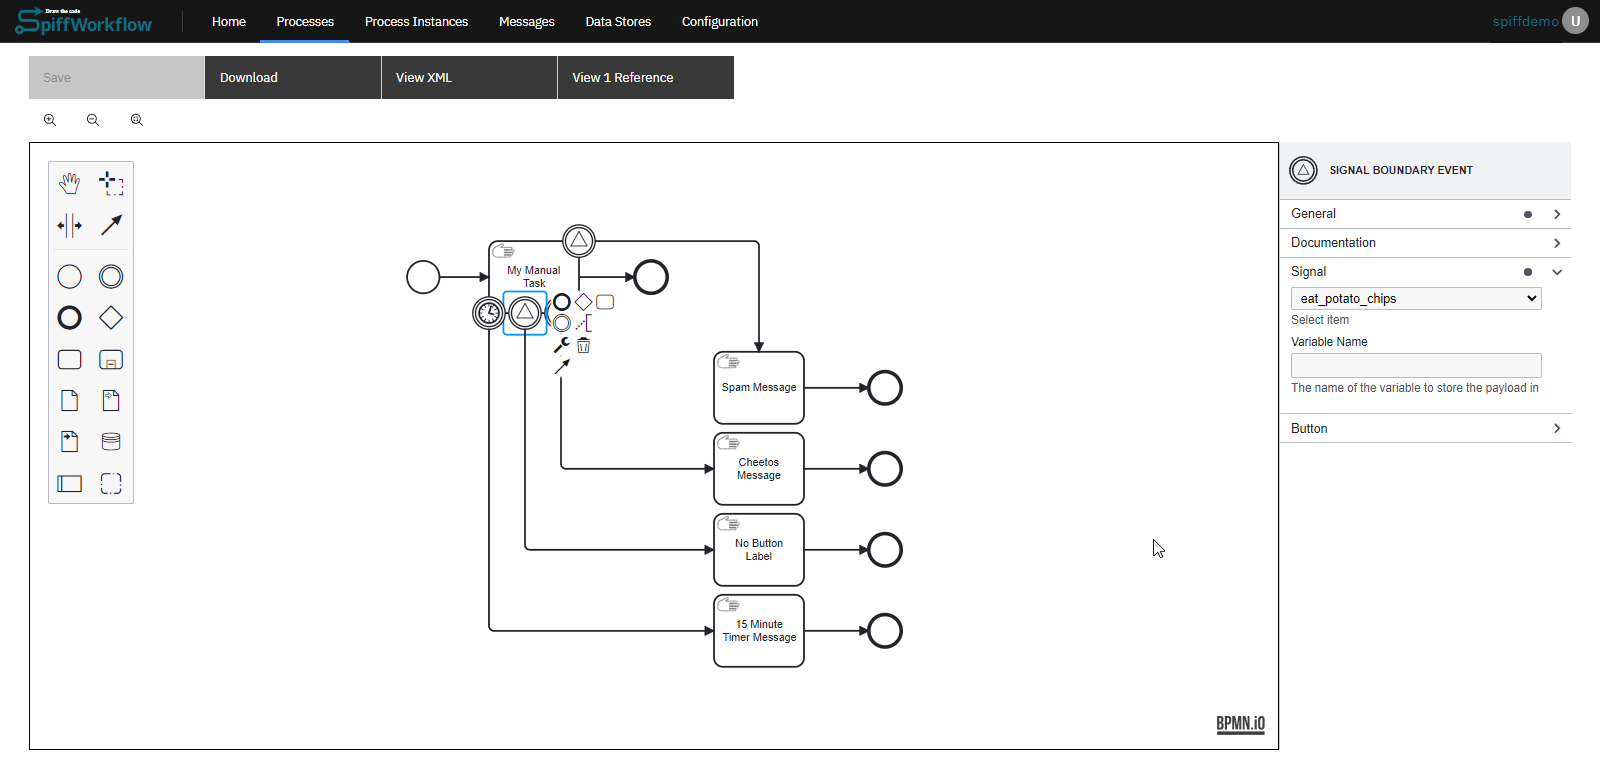 Draw the code
SpiffWorkflow
Home
Processes
Process Instances
Messages
Data Stores
Configuration
spiffdemo
U
Save
Download
View XML
View 1 Reference
My Manual
Task
Spam Message
Cheetos
Message
No Button
Label
15 Minute
Timer Message
BPMN.iO
SIGNAL BOUNDARY EVENT
General
Documentation
Signal
eat_potato_chips
Select item
Variable Name
The name of the variable to store the payload in
Button